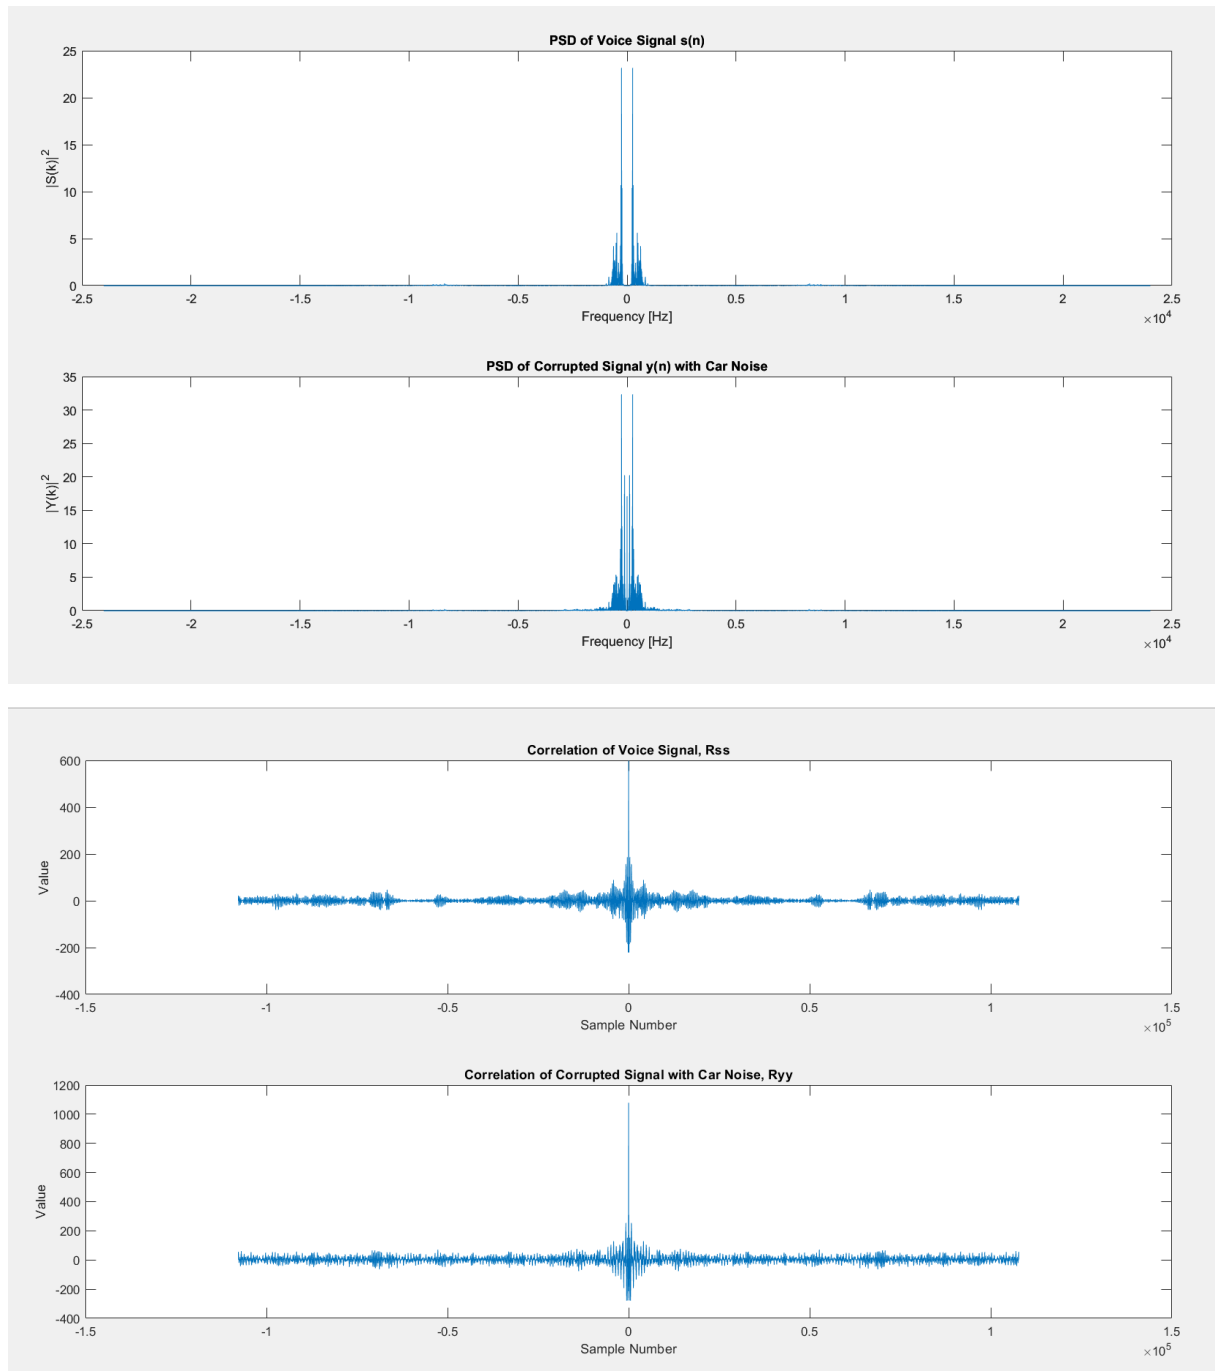 PSD of Voice Signal s(n)
25
20
15
10
5
0
|S(k)|²
-2.5 -2 -1.5 -1 -0.5 0 0.5 1 1.5 2 2.5
Frequency [Hz]
×10⁴
PSD of Corrupted Signal y(n) with Car Noise
35
30
25
20
15
10
5
0
|Y(k)|²
-2.5 -2 -1.5 -1 -0.5 0 0.5 1 1.5 2 2.5
Frequency [Hz]
×10⁴
Correlation of Voice Signal, Rss
600
400
200
0
-200
-400
Value
-1.5 -1 -0.5 0 0.5 1 1.5
Sample Number
×10⁵
Correlation of Corrupted Signal with Car Noise, Ryy
1200
1000
800
600
400
200
0
-200
-400
Value
-1.5 -1 -0.5 0 0.5 1 1.5
Sample Number
×10⁵